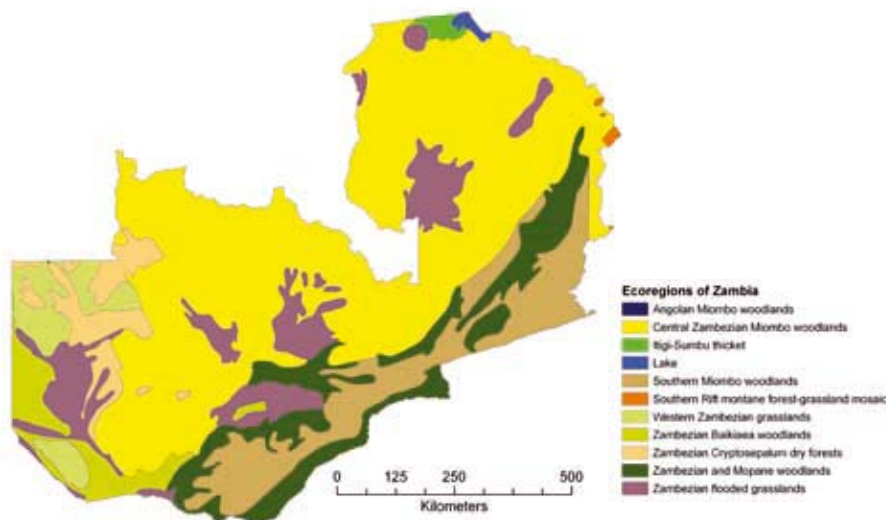 Ecoregions of Zambia
Angolan Miombo woodlands
Central Zambezian Miombo woodlands
Itigi-Sumbu thicket
Lake
Southern Miombo woodlands
Southern Rift montane forest-grassland mosaic
Western Zambezian grasslands
Zambezian Baikiaea woodlands
Zambezian Cryptosepalum dry forests
Zambezian and Mopane woodlands
Zambezian flooded grasslands
0 125 250 500
Kilometers